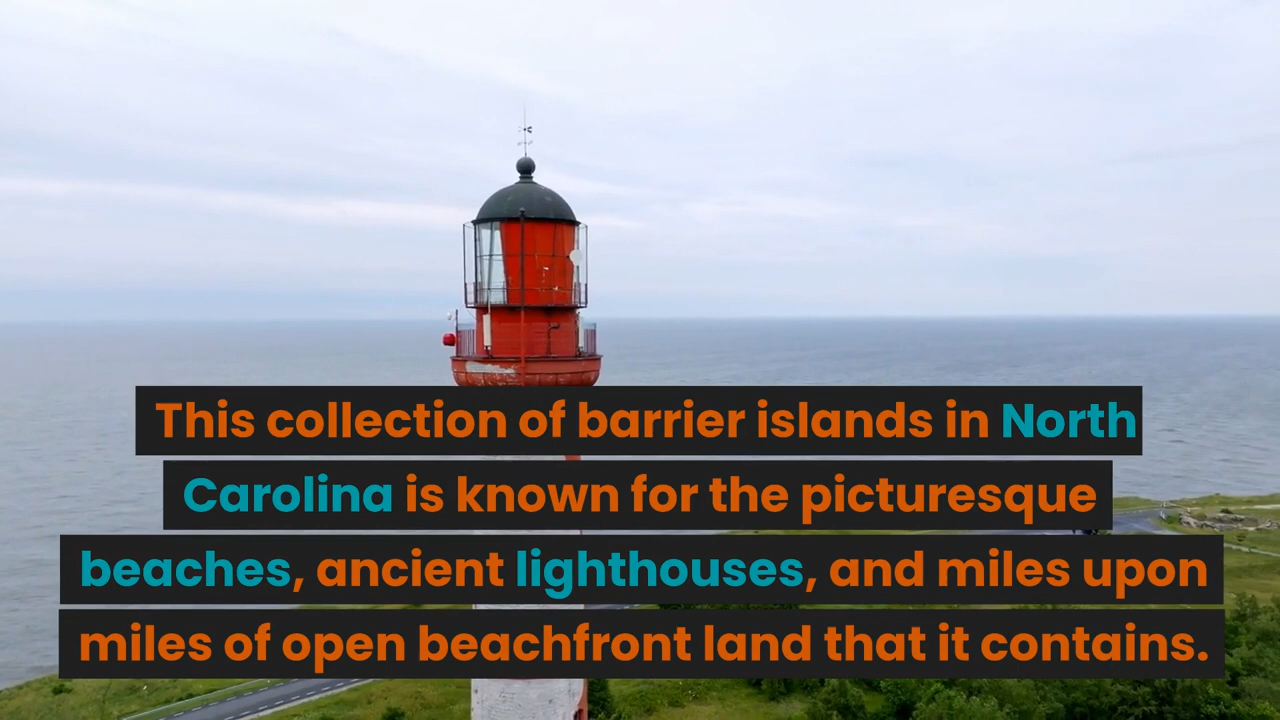 This collection of barrier islands in North
Carolina is known for the picturesque
beaches, ancient lighthouses, and miles upon
miles of open beachfront land that it contains.